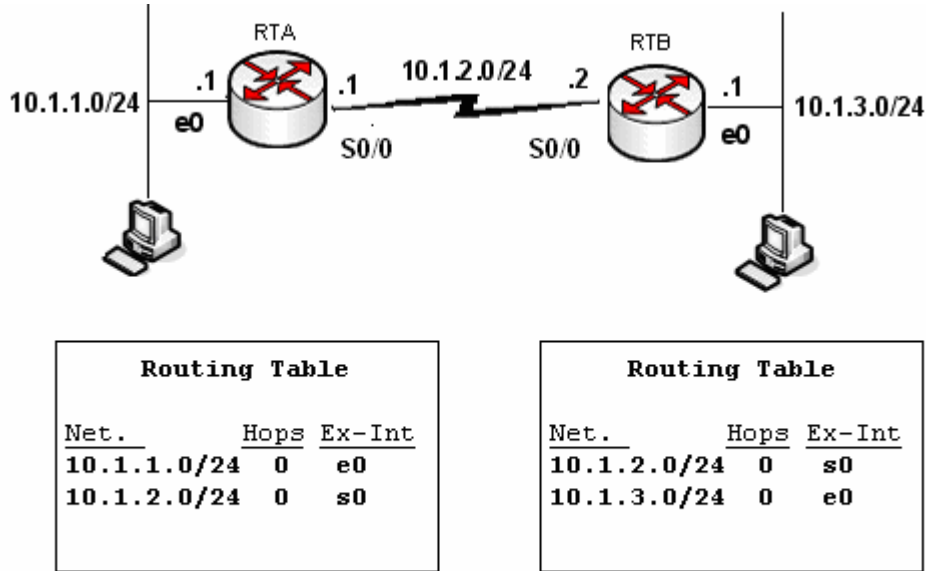 RTA
RTB
10.1.2.0/24
.1
.1
.2
.1
10.1.1.0/24
10.1.3.0/24
e0
e0
S0/0
S0/0
Routing Table
Net. Hops Ex-Int
10.1.1.0/24 0 e0
10.1.2.0/24 0 s0
Routing Table
Net. Hops Ex-Int
10.1.2.0/24 0 s0
10.1.3.0/24 0 e0